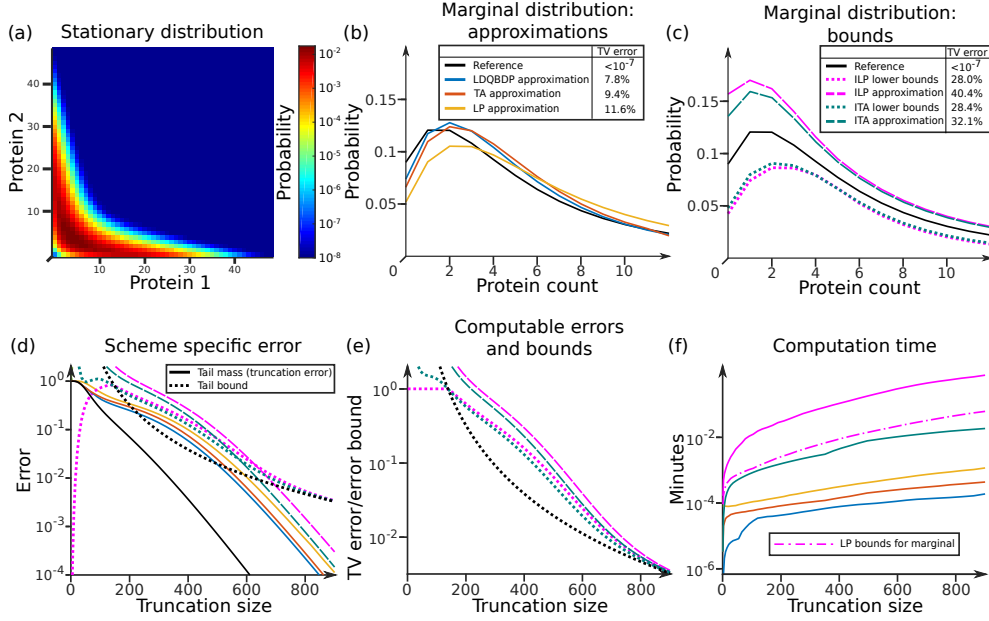 (a)
Stationary distribution
Protein 2
40
30
20
10
10
20
30
40
Protein 1
10⁻²
10⁻³
10⁻⁴
10⁻⁵
10⁻⁶
10⁻⁷
10⁻⁸
Probability
(b)
Marginal distribution:
approximations
TV error
Reference <10⁻⁷
LDQBDP approximation 7.8%
TA approximation 9.4%
LP approximation 11.6%
Probability
0.15
0.1
0.05
0 2 4 6 8 10
Protein count
(c)
Marginal distribution:
bounds
TV error
Reference <10⁻⁷
ILP lower bounds 28.0%
ILP approximation 40.4%
ITA lower bounds 28.4%
ITA approximation 32.1%
Probability
0.15
0.1
0.05
0 2 4 6 8 10
Protein count
(d)
Scheme specific error
Tail mass (truncation error)
Tail bound
Error
10⁰
10⁻¹
10⁻²
10⁻³
10⁻⁴
0 200 400 600 800
Truncation size
(e)
Computable errors
and bounds
TV error/error bound
10⁰
10⁻¹
10⁻²
0 200 400 600 800
Truncation size
(f)
Computation time
Minutes
10⁻²
10⁻⁴
10⁻⁶
LP bounds for marginal
0 200 400 600 800
Truncation size